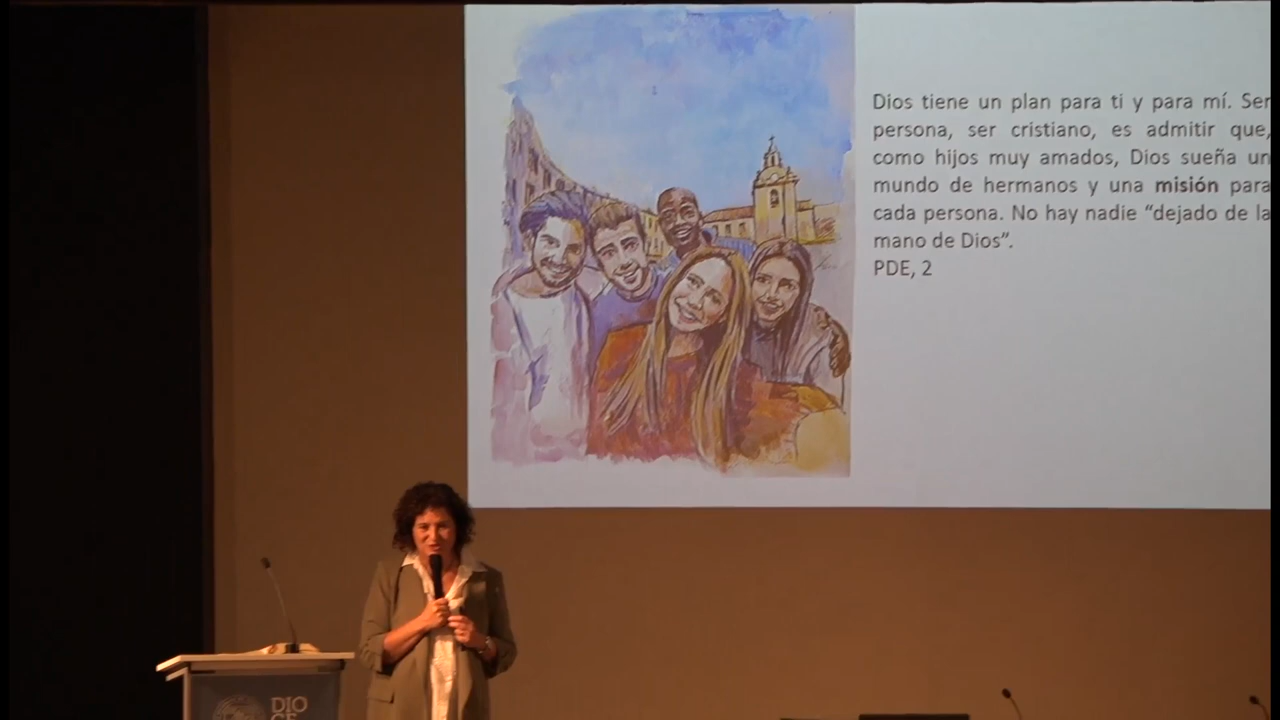 Dios tiene un plan para ti y para mí. Ser
persona, ser cristiano, es admitir que,
como hijos muy amados, Dios sueña un
mundo de hermanos y una misión para
cada persona. No hay nadie “dejado de la
mano de Dios”.
PDE, 2
DIO
CE